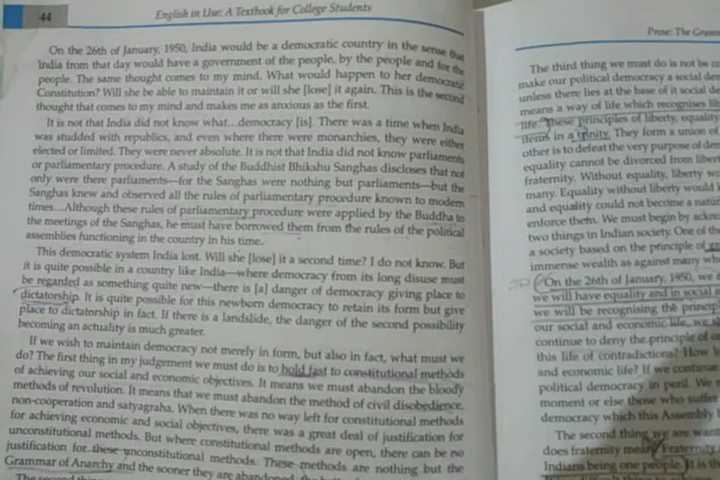 44
English in Use: A Textbook for College Students
On the 26th of January, 1950, India would be a democratic country in the sense that
India from that day would have a government of the people, by the people and for the
people. The same thought comes to my mind. What would happen to her democratic
Constitution? Will she be able to maintain it or will she [lose] it again. This is the second
thought that comes to my mind and makes me as anxious as the first.
It is not that India did not know what...democracy [is]. There was a time when India
was studded with republics, and even where there were monarchies, they were either
elected or limited. They were never absolute. It is not that India did not know parliaments
or parliamentary procedure. A study of the Buddhist Bhikshu Sanghas discloses that not
only were there parliaments—for the Sanghas were nothing but parliaments—but the
Sanghas knew and observed all the rules of parliamentary procedure known to modern
times...Although these rules of parliamentary procedure were applied by the Buddha to
the meetings of the Sanghas, he must have borrowed them from the rules of the political
assemblies functioning in the country in his time.
This democratic system India lost. Will she [lose] it a second time? I do not know. But
it is quite possible in a country like India—where democracy from its long disuse must
be regarded as something quite new—there is [a] danger of democracy giving place to
dictatorship. It is quite possible for this newborn democracy to retain its form but give
place to dictatorship in fact. If there is a landslide, the danger of the second possibility
becoming an actuality is much greater.
If we wish to maintain democracy not merely in form, but also in fact, what must we
do? The first thing in my judgement we must do is to hold fast to constitutional methods
of achieving our social and economic objectives. It means we must abandon the bloody
methods of revolution. It means that we must abandon the method of civil disobedience,
non-cooperation and satyagraha. When there was no way left for constitutional methods
for achieving economic and social objectives, there was a great deal of justification for
unconstitutional methods. But where constitutional methods are open, there can be no
justification for these unconstitutional methods. These methods are nothing but the
Grammar of Anarchy and the sooner they are abandoned,
Prose: The
The third thing we must do is not be
make our political democracy a social
unless there lies at the base of it social
means a way of life which recognises
life. These principles of liberty, equality
items in a trinity. They form a union of
other is to defeat the very purpose of
equality cannot be divorced from
fraternity. Without equality, liberty
many. Equality without liberty would
and equality could not become a
enforce them. We must begin by
two things in Indian society. One of
a society based on the principle of
immense wealth as against many
On the 26th of January, 1950, we
we will have equality and in social
we will be recognising the
our social and economic life, we
continue to deny the principle of
this life of contradictions? How
and economic life? If we continue
political democracy in peril. We
moment or else those who suffer
democracy which this Assembly
The second thing we are
does fraternity mean? Fraternity
Indians being one people. It is the